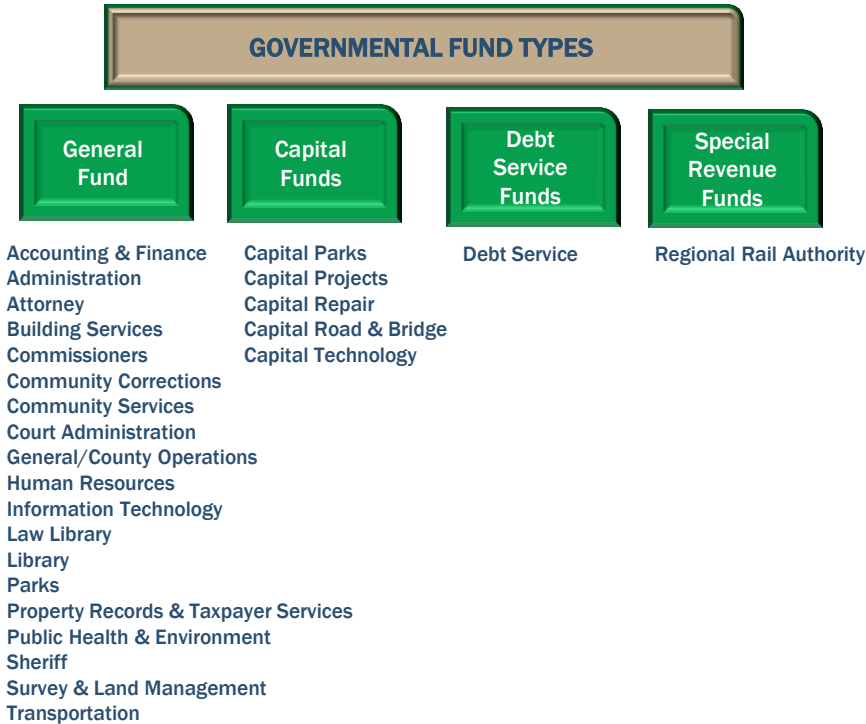 GOVERNMENTAL FUND TYPES
General
Fund
Capital
Funds
Debt
Service
Funds
Special
Revenue
Funds
Accounting & Finance
Administration
Attorney
Building Services
Commissioners
Community Corrections
Community Services
Court Administration
General/County Operations
Human Resources
Information Technology
Law Library
Library
Parks
Property Records & Taxpayer Services
Public Health & Environment
Sheriff
Survey & Land Management
Transportation
Capital Parks
Capital Projects
Capital Repair
Capital Road & Bridge
Capital Technology
Debt Service
Regional Rail Authority